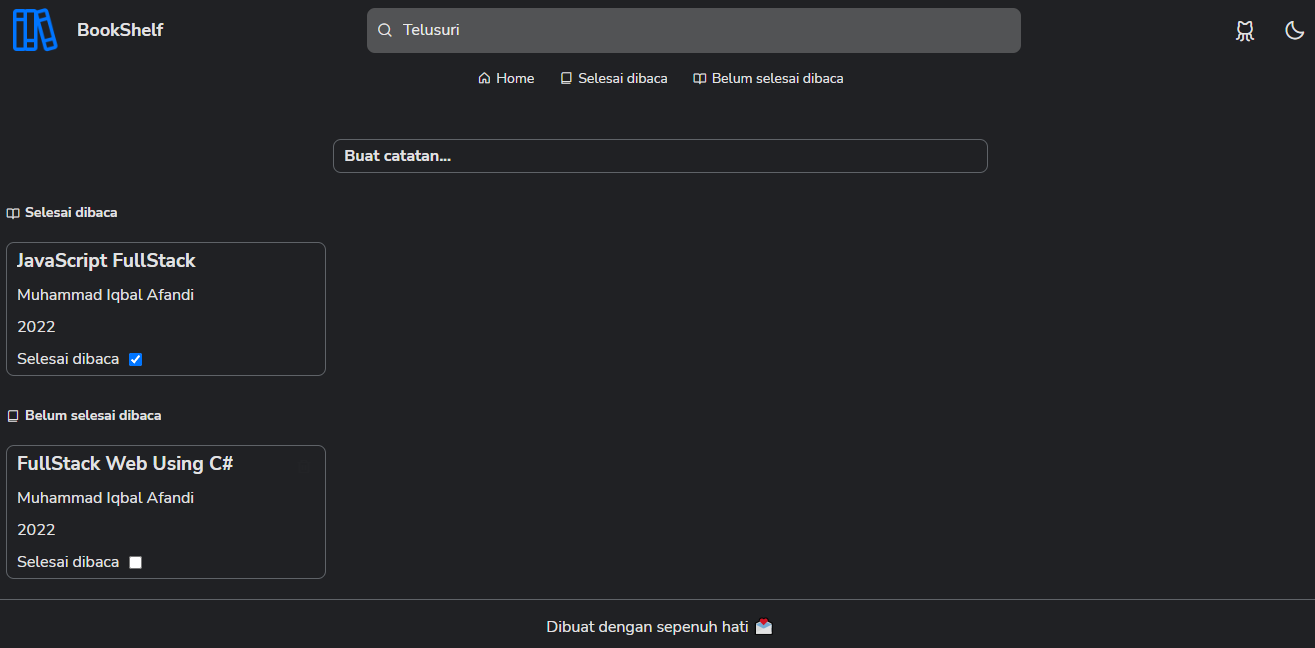 BookShelf
Telusuri
Home Selesai dibaca Belum selesai dibaca
Buat catatan...
Selesai dibaca
JavaScript FullStack
Muhammad Iqbal Afandi
2022
Selesai dibaca
Belum selesai dibaca
FullStack Web Using C#
Muhammad Iqbal Afandi
2022
Selesai dibaca
Dibuat dengan sepenuh hati